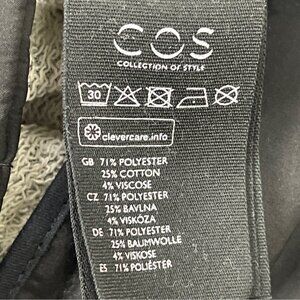 COS
COLLECTION OF STYLE
30
clevercare.info
GB 71% POLYESTER
25% COTTON
4% VISCOSE
CZ 71% POLYESTER
25% BAVLNA
4% VISKÓZA
DE 71% POLYESTER
25% BAUMWOLLE
4% VISKOSE
ES 71% POLIÉSTER